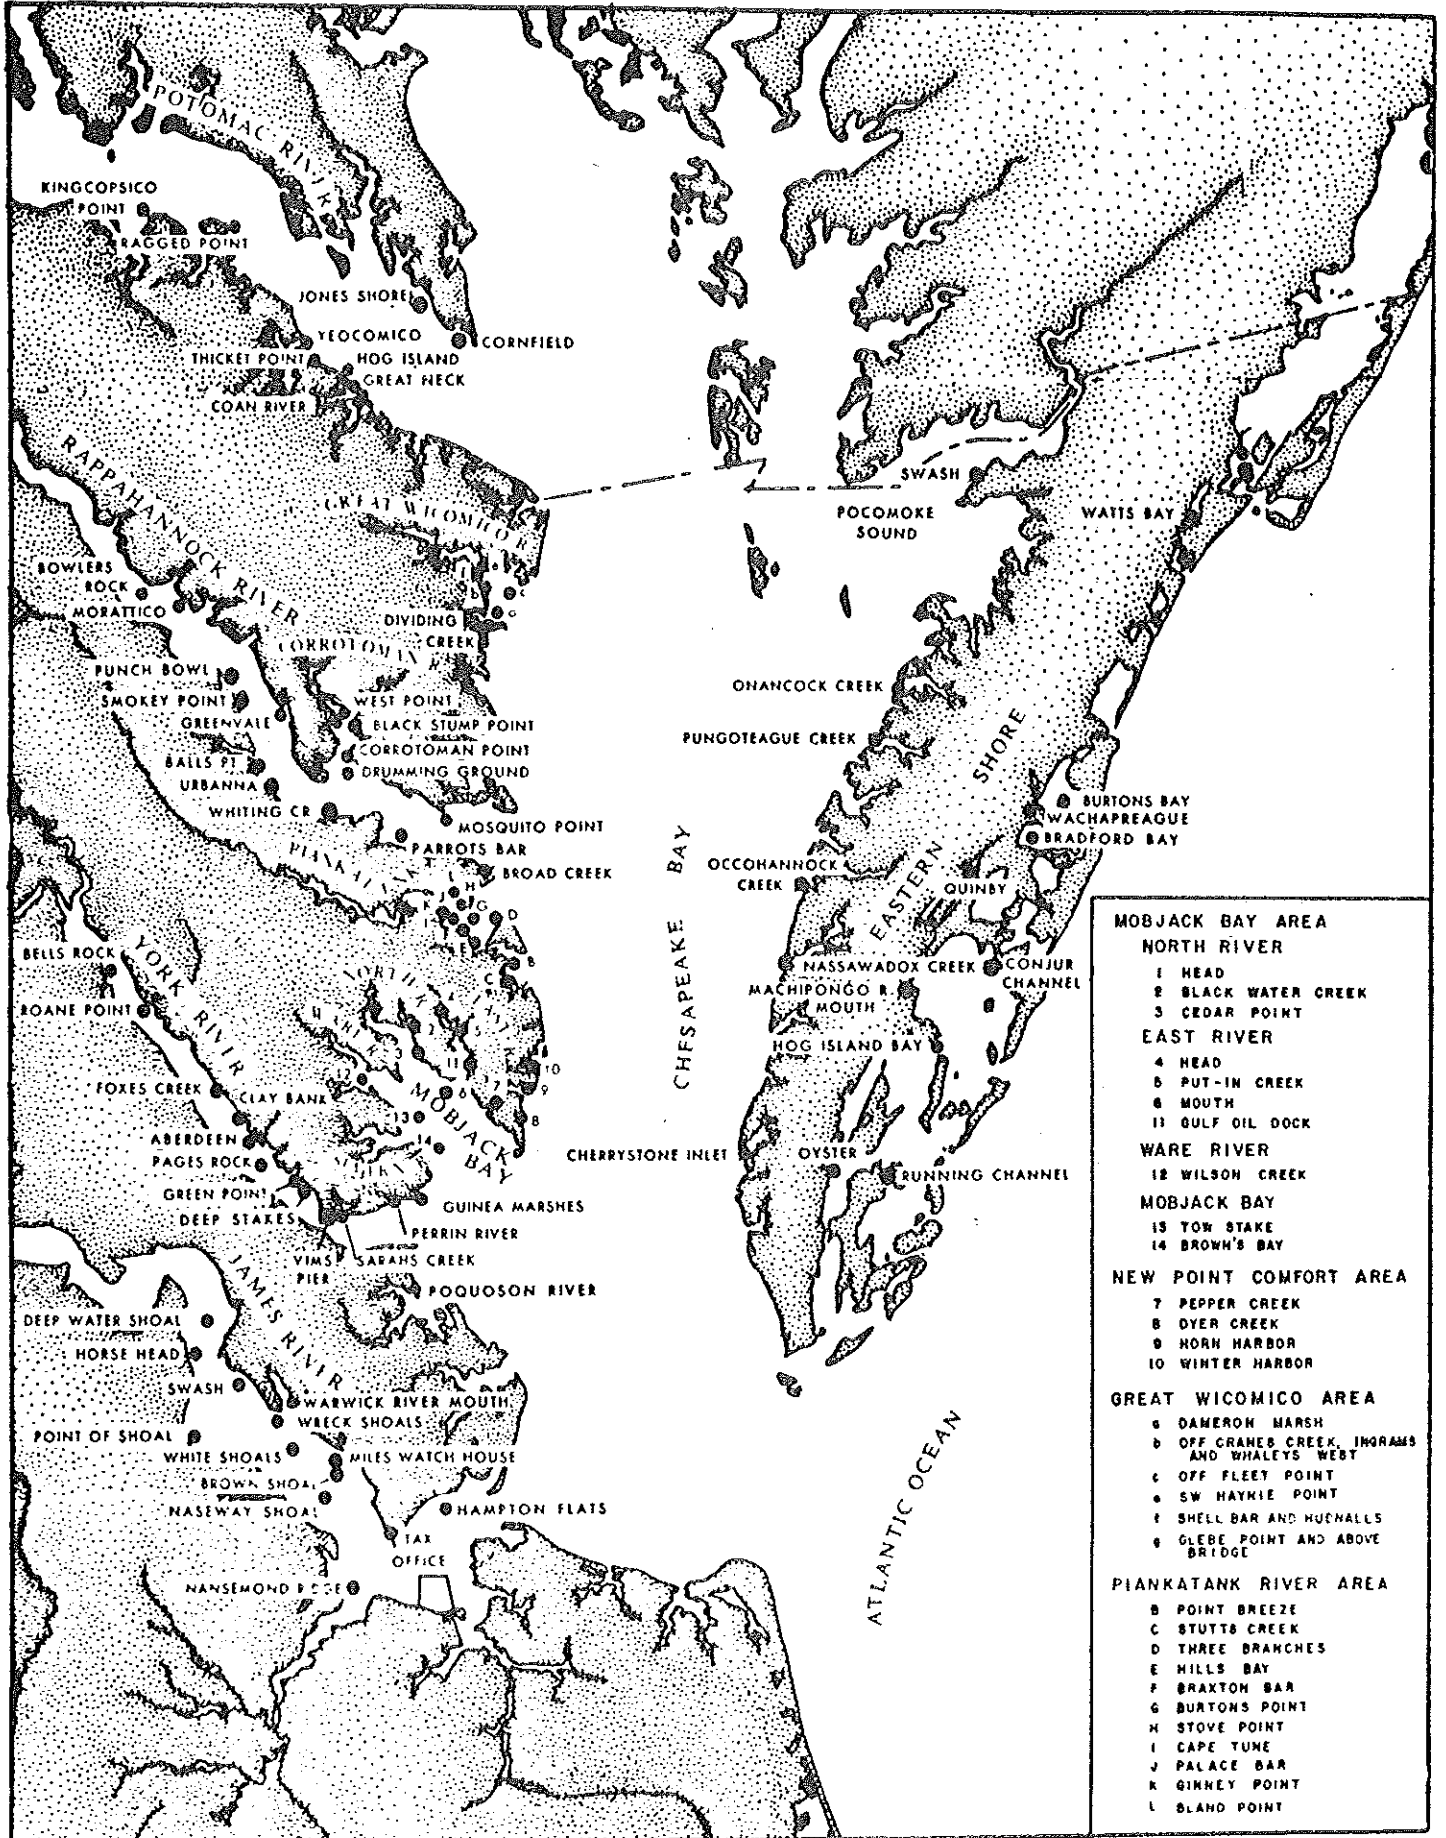 POTOMAC RIVER
KINGCOPSICO
POINT
RAGGED POINT
JONES SHORE
CORNFIELD
YEOCOMICO
THICKET POINT
HOG ISLAND
GREAT NECK
COAN RIVER
RAPPAHANNOCK RIVER
GREAT WICOMICO R.
SWASH
POCOMOKE
SOUND
WATTS BAY
BOWLERS
ROCK
MORATTICO
DIVIDING
CREEK
CORROTOMAN R.
PUNCH BOWL
SMOKEY POINT
GREENVALE
WEST POINT
BLACK STUMP POINT
CORROTOMAN POINT
DRUMMING GROUND
BALLS PT.
URBANNA
WHITING CR.
MOSQUITO POINT
PARROTS BAR
PIANKATANK
BROAD CREEK
ONANCOCK CREEK
PUNGOTEAGUE CREEK
EASTERN SHORE
BURTONS BAY
WACHAPREAGUE
BRADFORD BAY
OCCOHANNOCK
CREEK
QUINBY
CHESAPEAKE BAY
NASSAWADOX CREEK
CONJUR
CHANNEL
MACHIPONGO R.
MOUTH
HOG ISLAND BAY
CHERRYSTONE INLET
OYSTER
RUNNING CHANNEL
BELLS ROCK
YORK RIVER
ROANE POINT
NORTH R.
EAST R.
WARE R.
MOBJACK
BAY
FOXES CREEK
CLAY BANK
ABERDEEN
PAGES ROCK
GREEN POINT
DEEP STAKES
SEVERN
GUINEA MARSHES
PERRIN RIVER
VIMS
PIER
SARAHS CREEK
POQUOSON RIVER
JAMES RIVER
DEEP WATER SHOAL
HORSE HEAD
SWASH
WARWICK RIVER MOUTH
WRECK SHOALS
POINT OF SHOAL
WHITE SHOALS
MILES WATCH HOUSE
BROWN SHOAL
NASEWAY SHOAL
HAMPTON FLATS
TAX
OFFICE
NANSEMOND RIDGE
ATLANTIC OCEAN
MOBJACK BAY AREA
NORTH RIVER
1 HEAD
2 BLACK WATER CREEK
3 CEDAR POINT
EAST RIVER
4 HEAD
5 PUT-IN CREEK
6 MOUTH
11 GULF OIL DOCK
WARE RIVER
12 WILSON CREEK
MOBJACK BAY
13 TOW STAKE
14 BROWN'S BAY
NEW POINT COMFORT AREA
7 PEPPER CREEK
8 DYER CREEK
9 HORN HARBOR
10 WINTER HARBOR
GREAT WICOMICO AREA
DAMERON MARSH
b OFF CRANES CREEK, INGRAMS
AND WHALEYS WEST
c OFF FLEET POINT
e SW HAYNIE POINT
f SHELL BAR AND HUDNALLS
g GLEBE POINT AND ABOVE
BRIDGE
PIANKATANK RIVER AREA
B POINT BREEZE
C STUTTS CREEK
D THREE BRANCHES
E HILLS BAY
F BRAXTON BAR
G BURTONS POINT
H STOVE POINT
I CAPE TUNE
J PALACE BAR
K GINNEY POINT
L BLAND POINT